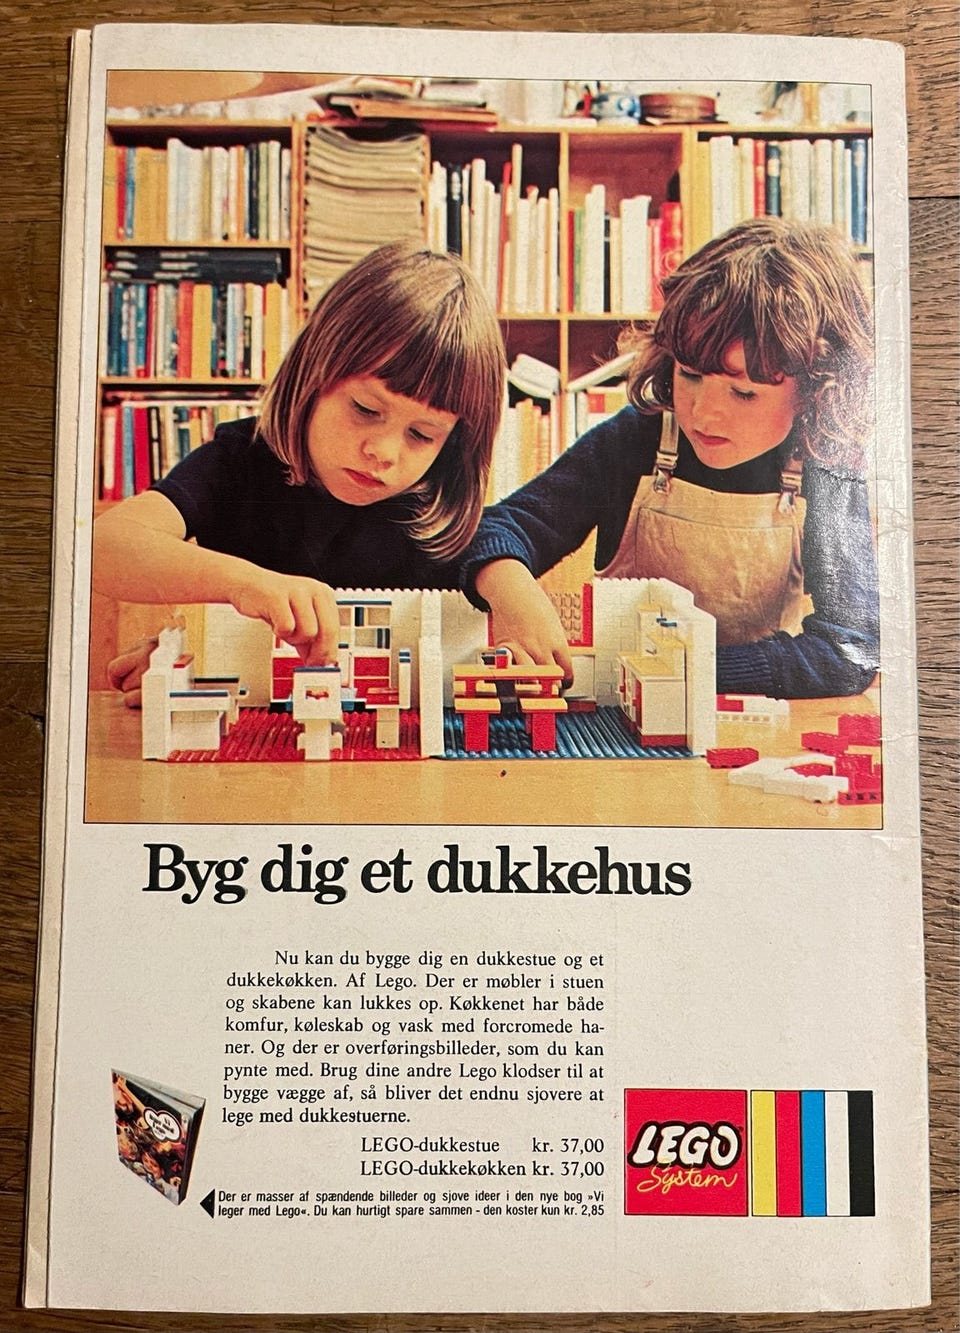 Byg dig et dukkehus
Nu kan du bygge dig en dukkestue og et
dukkekøkken. Af Lego. Der er møbler i stuen
og skabene kan lukkes op. Køkkenet har både
komfur, køleskab og vask med forcromede ha-
ner. Og der er overføringsbilleder, som du kan
pynte med. Brug dine andre Lego klodser til at
bygge vægge af, så bliver det endnu sjovere at
lege med dukkestuerne.
LEGO-dukkestue kr. 37,00
LEGO-dukkekøkken kr. 37,00
Der er masser af spændende billeder og sjove ideer i den nye bog »Vi
leger med Lego«. Du kan hurtigt spare sammen - den koster kun kr. 2,85
LEGO
System